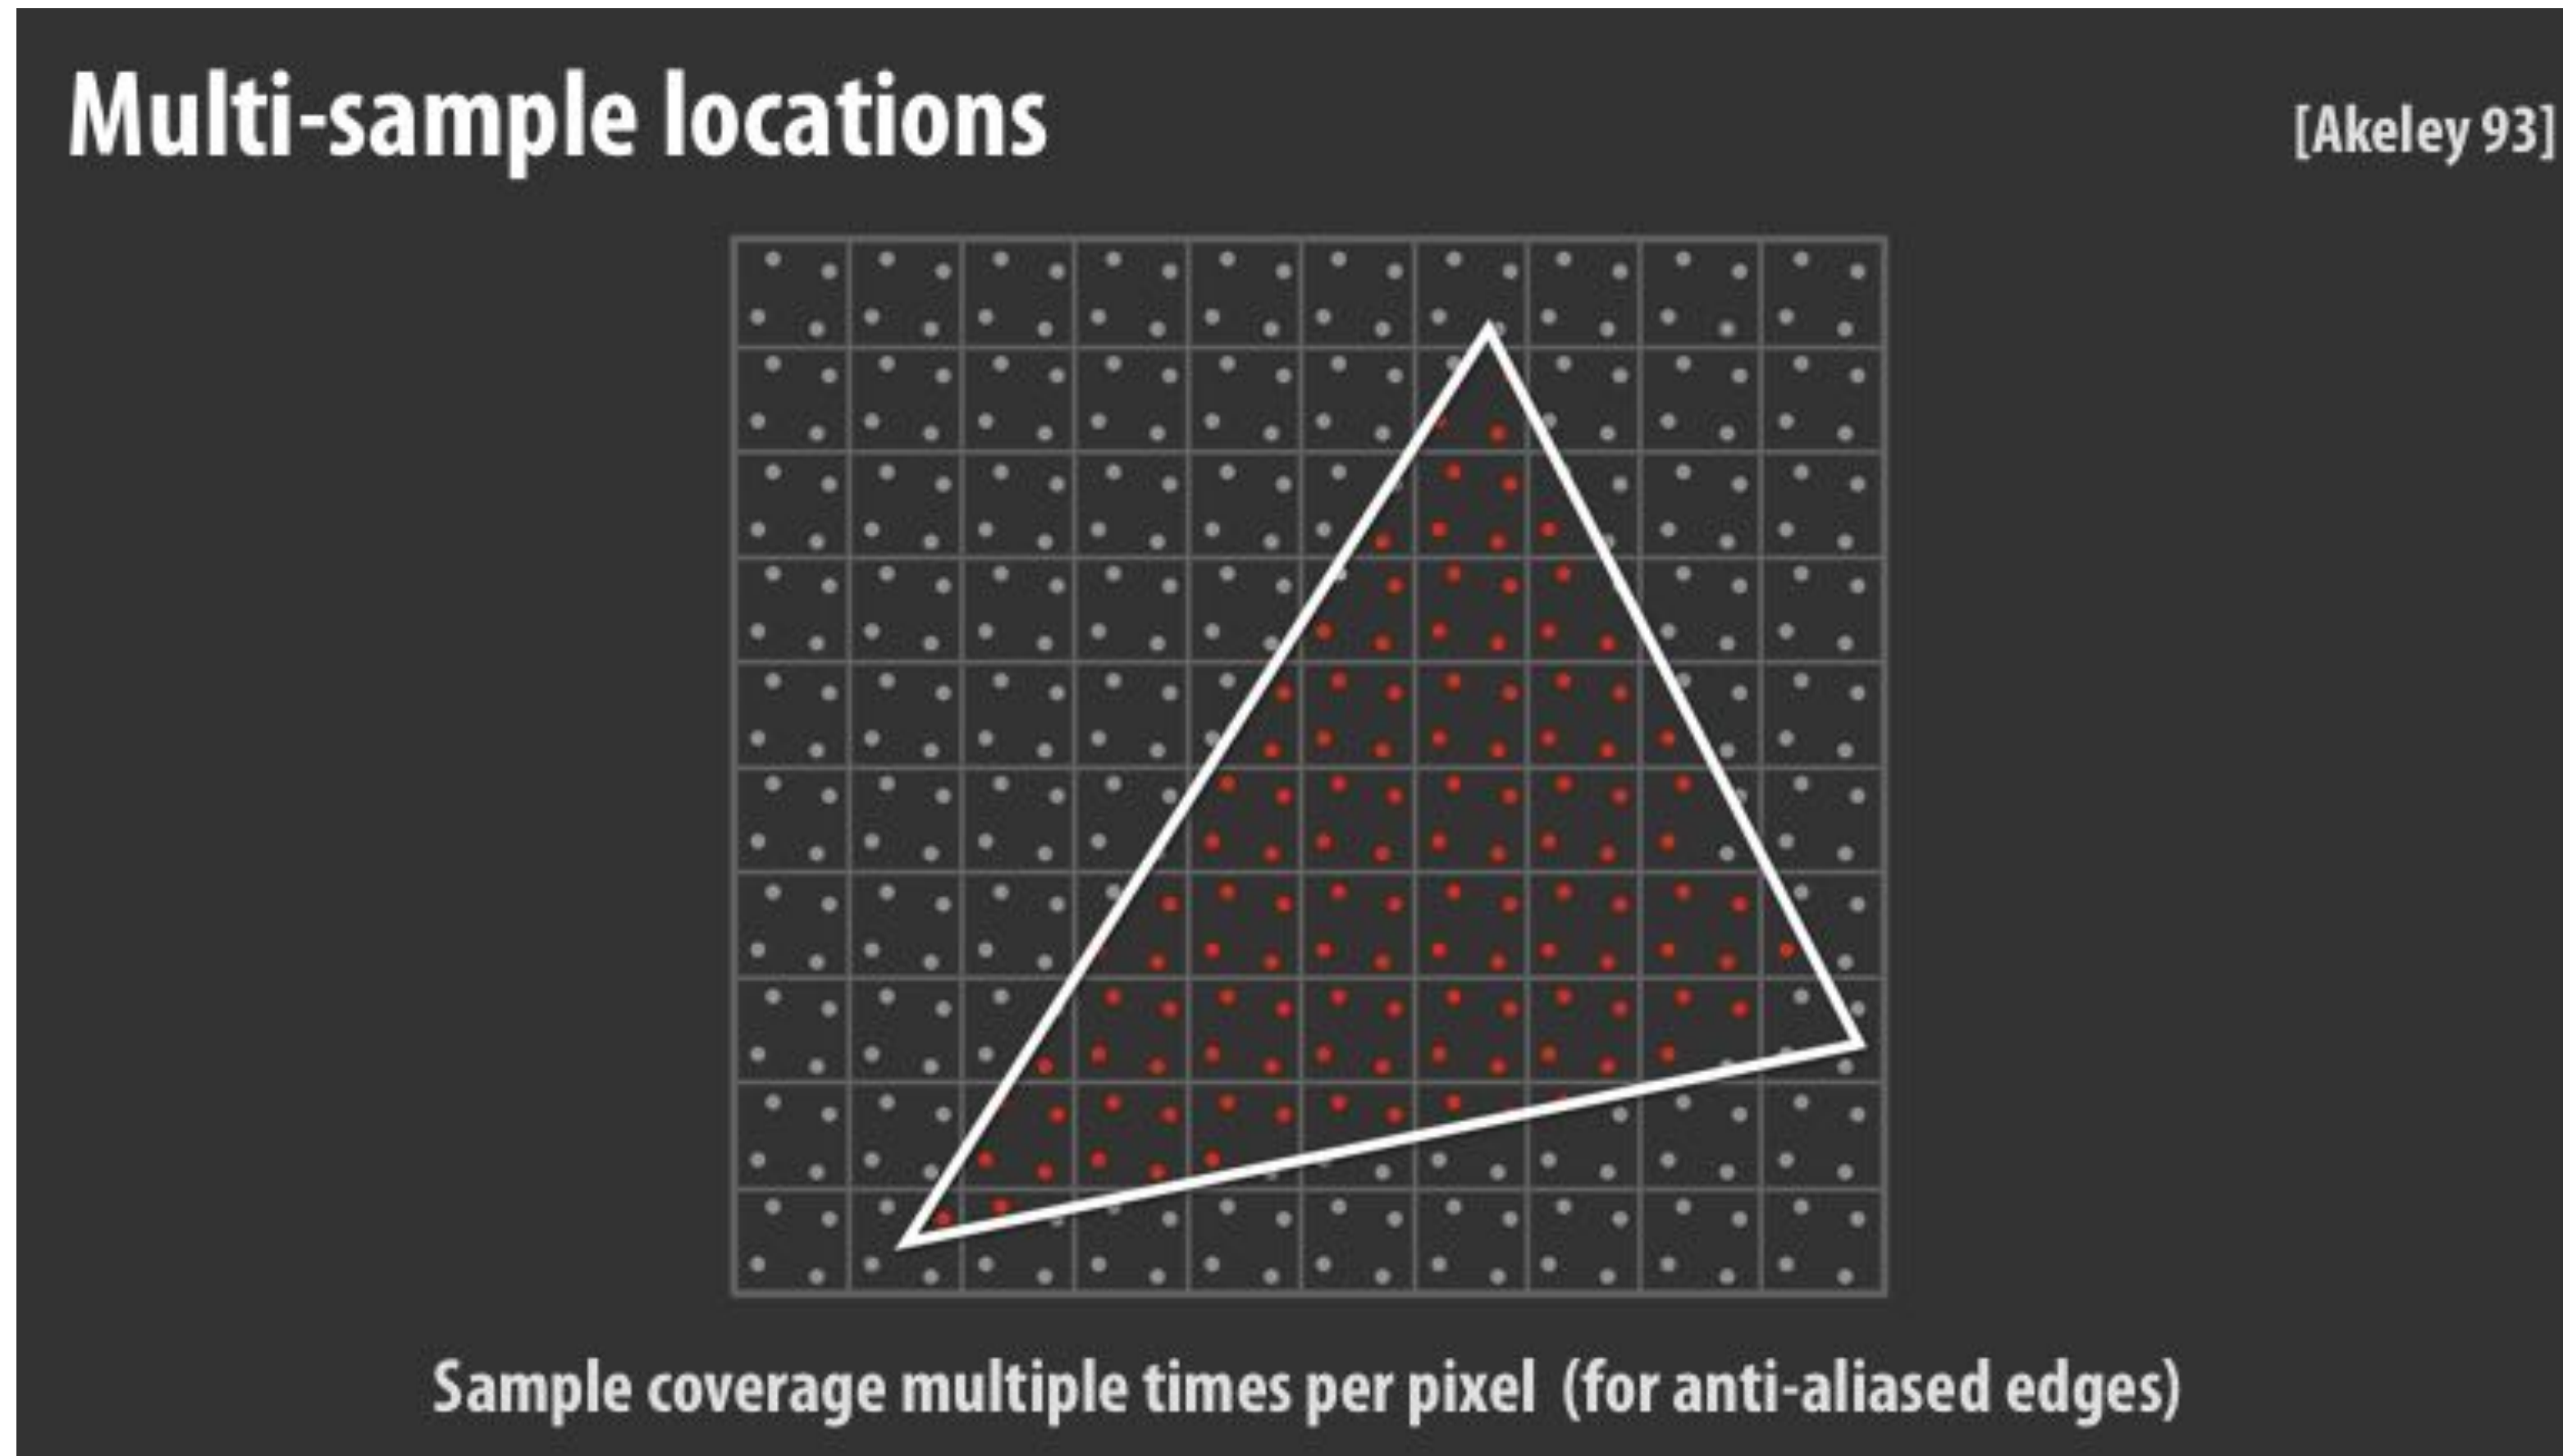 Multi-sample locations
[Akeley 93]
Sample coverage multiple times per pixel (for anti-aliased edges)